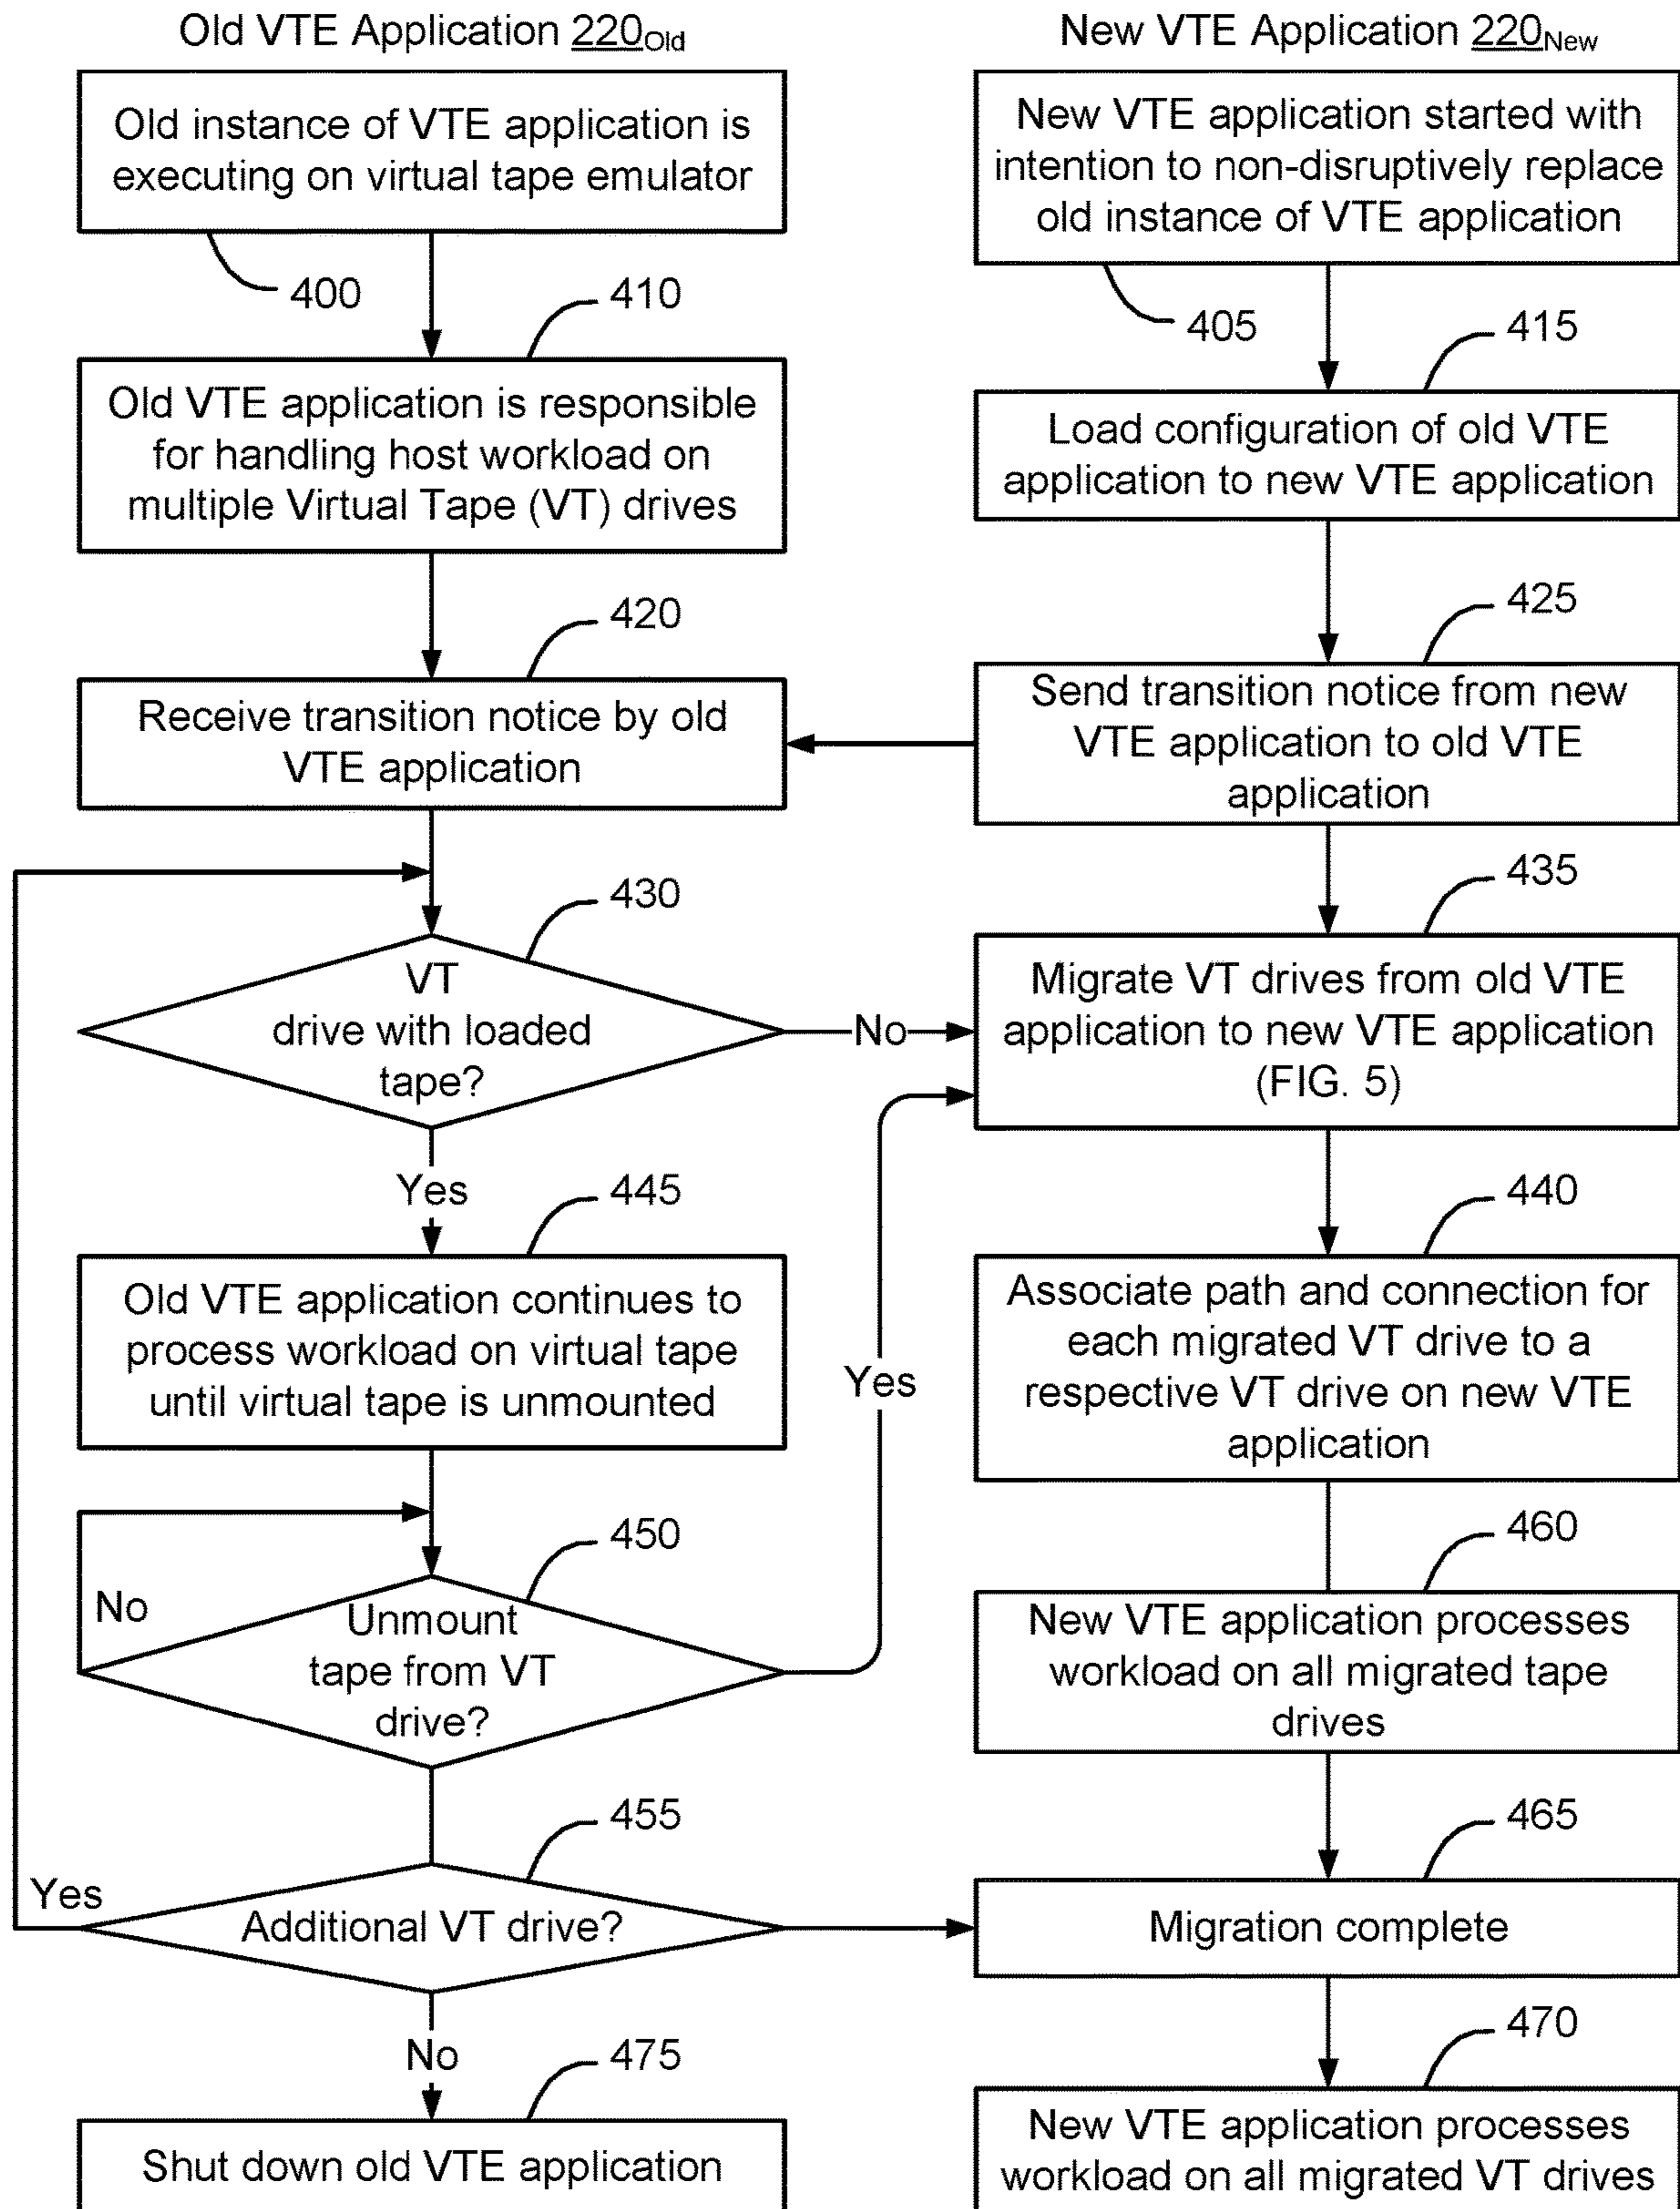 Old VTE Application 220Old
Old instance of VTE application is
executing on virtual tape emulator
400
410
Old VTE application is responsible
for handling host workload on
multiple Virtual Tape (VT) drives
420
Receive transition notice by old
VTE application
430
VT
drive with loaded
tape?
No
Yes
445
Old VTE application continues to
process workload on virtual tape
until virtual tape is unmounted
Yes
450
No
Unmount
tape from VT
drive?
455
Yes
Additional VT drive?
No
475
Shut down old VTE application
New VTE Application 220New
New VTE application started with
intention to non-disruptively replace
old instance of VTE application
405
415
Load configuration of old VTE
application to new VTE application
425
Send transition notice from new
VTE application to old VTE
application
435
Migrate VT drives from old VTE
application to new VTE application
(FIG. 5)
440
Associate path and connection for
each migrated VT drive to a
respective VT drive on new VTE
application
460
New VTE application processes
workload on all migrated tape
drives
465
Migration complete
470
New VTE application processes
workload on all migrated VT drives